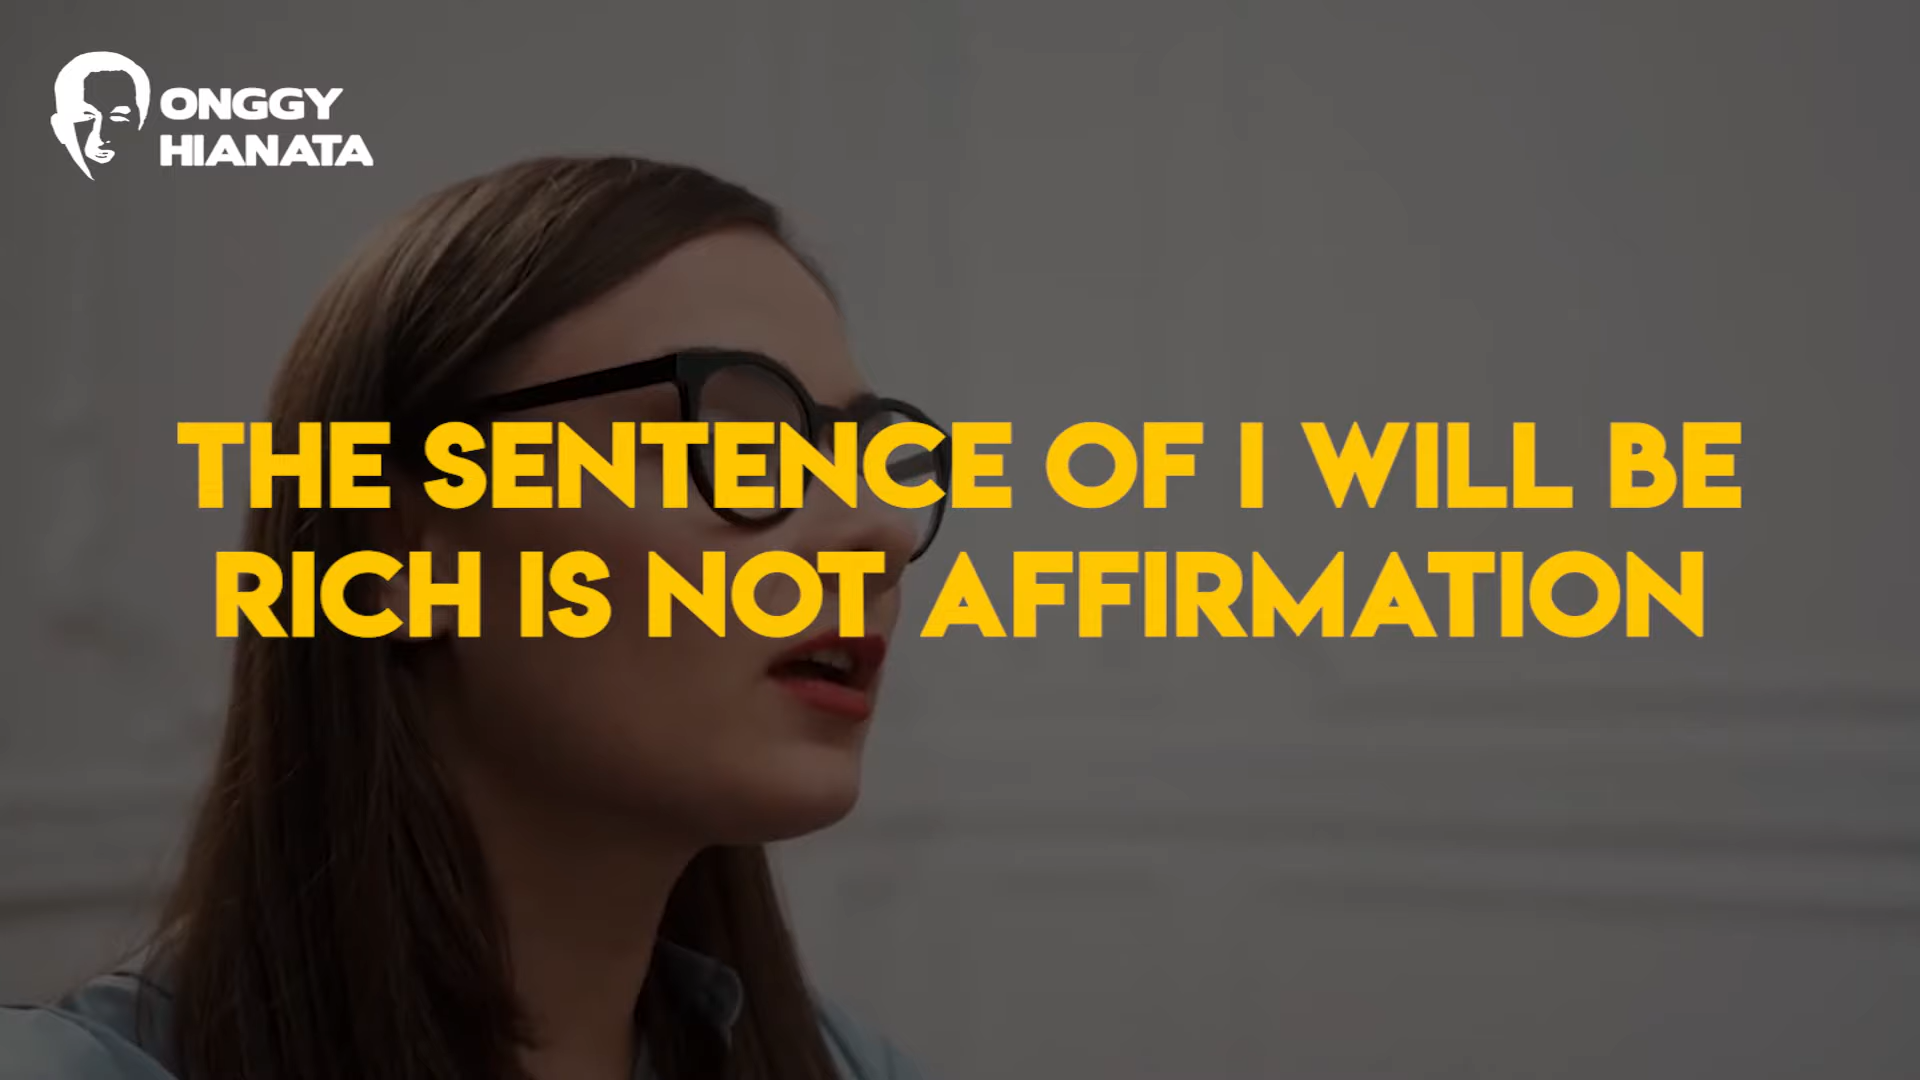 ONGGY
HIANATA
THE SENTENCE OF I WILL BE
RICH IS NOT AFFIRMATION